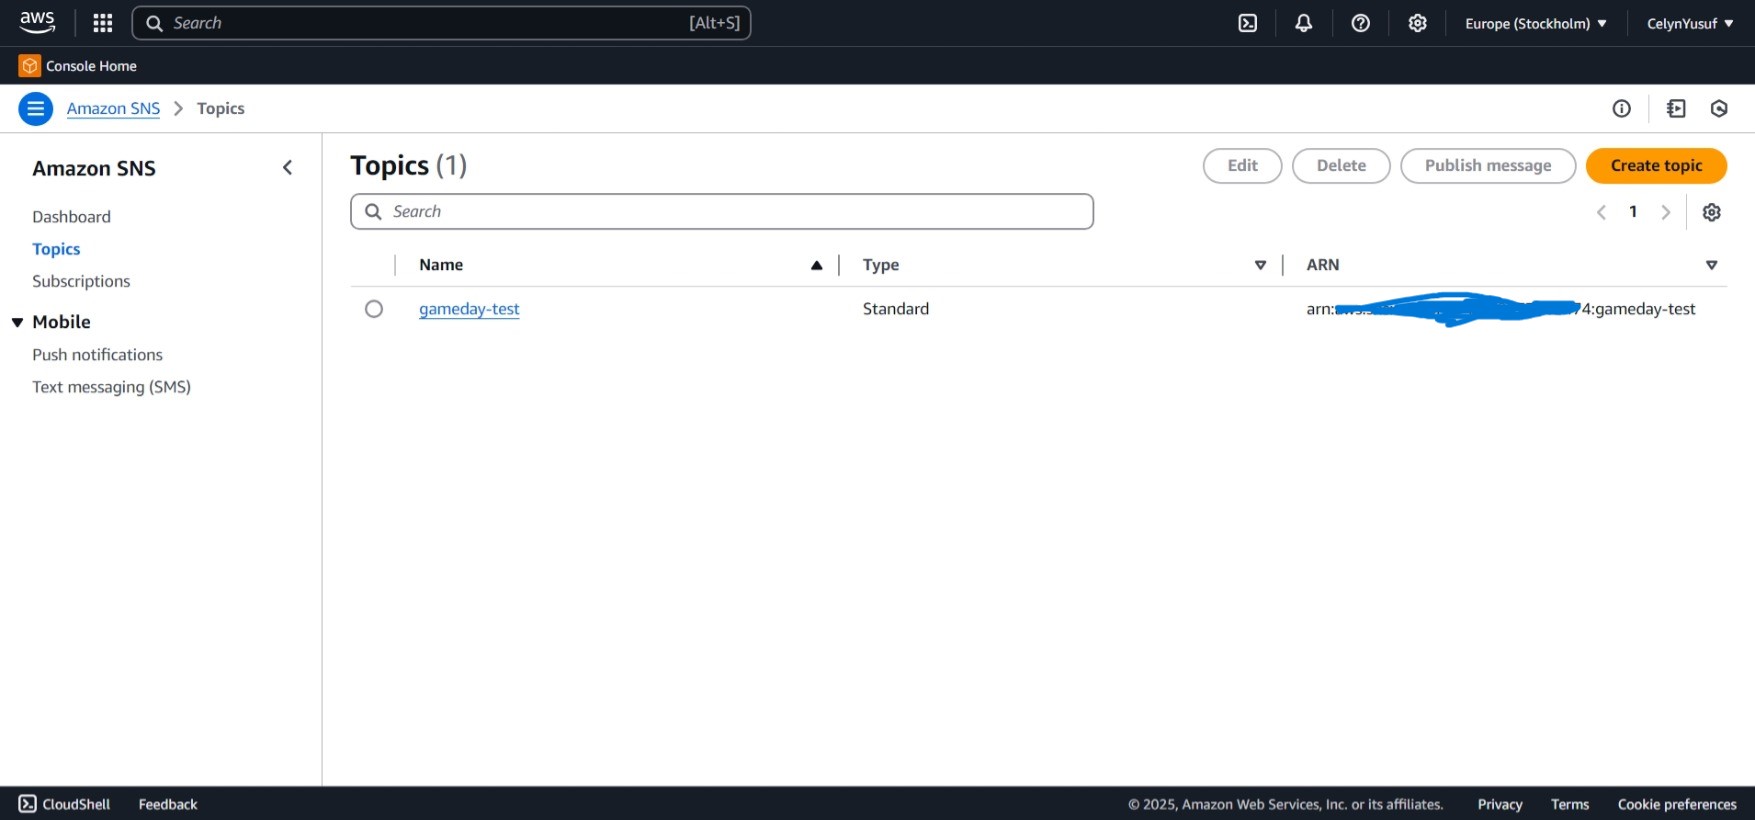 aws
Search [Alt+S]
Europe (Stockholm)
CelynYusuf
Console Home
Amazon SNS
Topics
Amazon SNS
Dashboard
Topics
Subscriptions
Mobile
Push notifications
Text messaging (SMS)
Topics (1)
Edit
Delete
Publish message
Create topic
Search
1
Name
Type
ARN
gameday-test
Standard
arn: 74:gameday-test
CloudShell
Feedback
© 2025, Amazon Web Services, Inc. or its affiliates.
Privacy
Terms
Cookie preferences